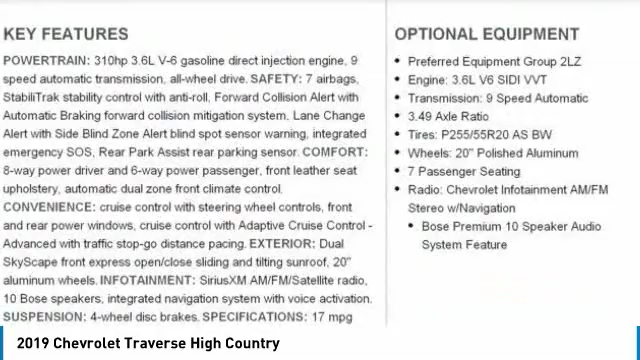 KEY FEATURES
POWERTRAIN: 310hp 3.6L V-6 gasoline direct injection engine, 9
speed automatic transmission, all-wheel drive. SAFETY: 7 airbags,
StabiliTrak stability control with anti-roll, Forward Collision Alert with
Automatic Braking forward collision mitigation system, Lane Change
Alert with Side Blind Zone Alert blind spot sensor warning, integrated
emergency SOS, Rear Park Assist rear parking sensor. COMFORT:
8-way power driver and 6-way power passenger, front leather seat
upholstery, automatic dual zone front climate control.
CONVENIENCE: cruise control with steering wheel controls, front
and rear power windows, cruise control with Adaptive Cruise Control -
Advanced with traffic stop-go distance pacing. EXTERIOR: Dual
SkyScape front express open/close sliding and tilting sunroof, 20"
aluminum wheels. INFOTAINMENT: SiriusXM AM/FM/Satellite radio,
10 Bose speakers, integrated navigation system with voice activation.
SUSPENSION: 4-wheel disc brakes. SPECIFICATIONS: 17 mpg
OPTIONAL EQUIPMENT
• Preferred Equipment Group 2LZ
• Engine: 3.6L V6 SIDI VVT
• Transmission: 9 Speed Automatic
• 3.49 Axle Ratio
• Tires: P255/55R20 AS BW
• Wheels: 20" Polished Aluminum
• 7 Passenger Seating
• Radio: Chevrolet Infotainment AM/FM
Stereo w/Navigation
• Bose Premium 10 Speaker Audio
System Feature
2019 Chevrolet Traverse High Country